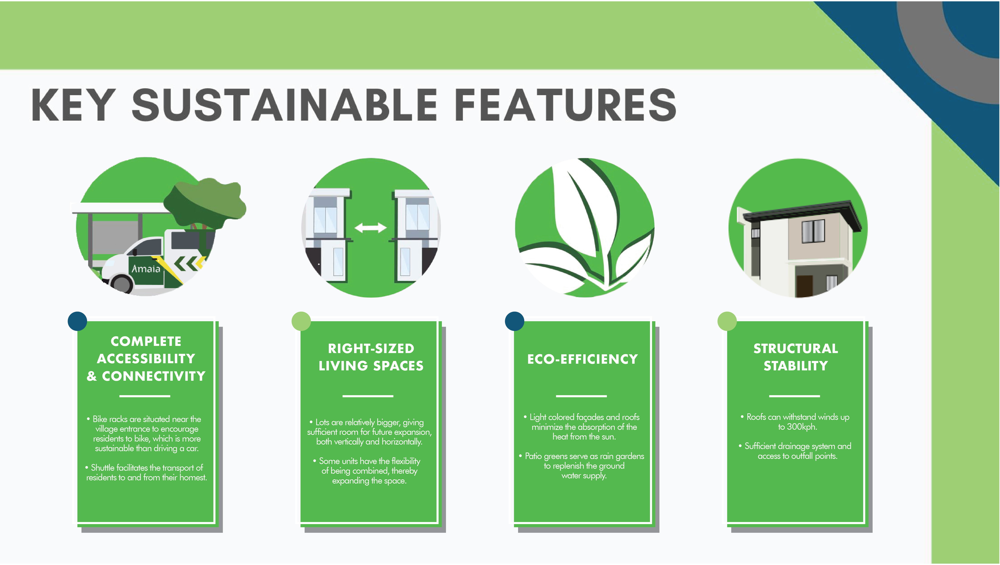 KEY SUSTAINABLE FEATURES
Amaia
COMPLETE
ACCESSIBILITY
& CONNECTIVITY
• Bike racks are situated near the
village entrance to encourage
residents to bike, which is more
sustainable than driving a car.
• Shuttle facilitates the transport of
residents to and from their homest.
RIGHT-SIZED
LIVING SPACES
• Lots are relatively bigger, giving
sufficient room for future expansion,
both vertically and horizontally.
• Some units have the flexibility
of being combined, thereby
expanding the space.
ECO-EFFICIENCY
• Light colored façades and roofs
minimize the absorption of the
heat from the sun.
• Patio greens serve as rain gardens
to replenish the ground
water supply.
STRUCTURAL
STABILITY
• Roofs can withstand winds up
to 300kph.
• Sufficient drainage system and
access to outfall points.